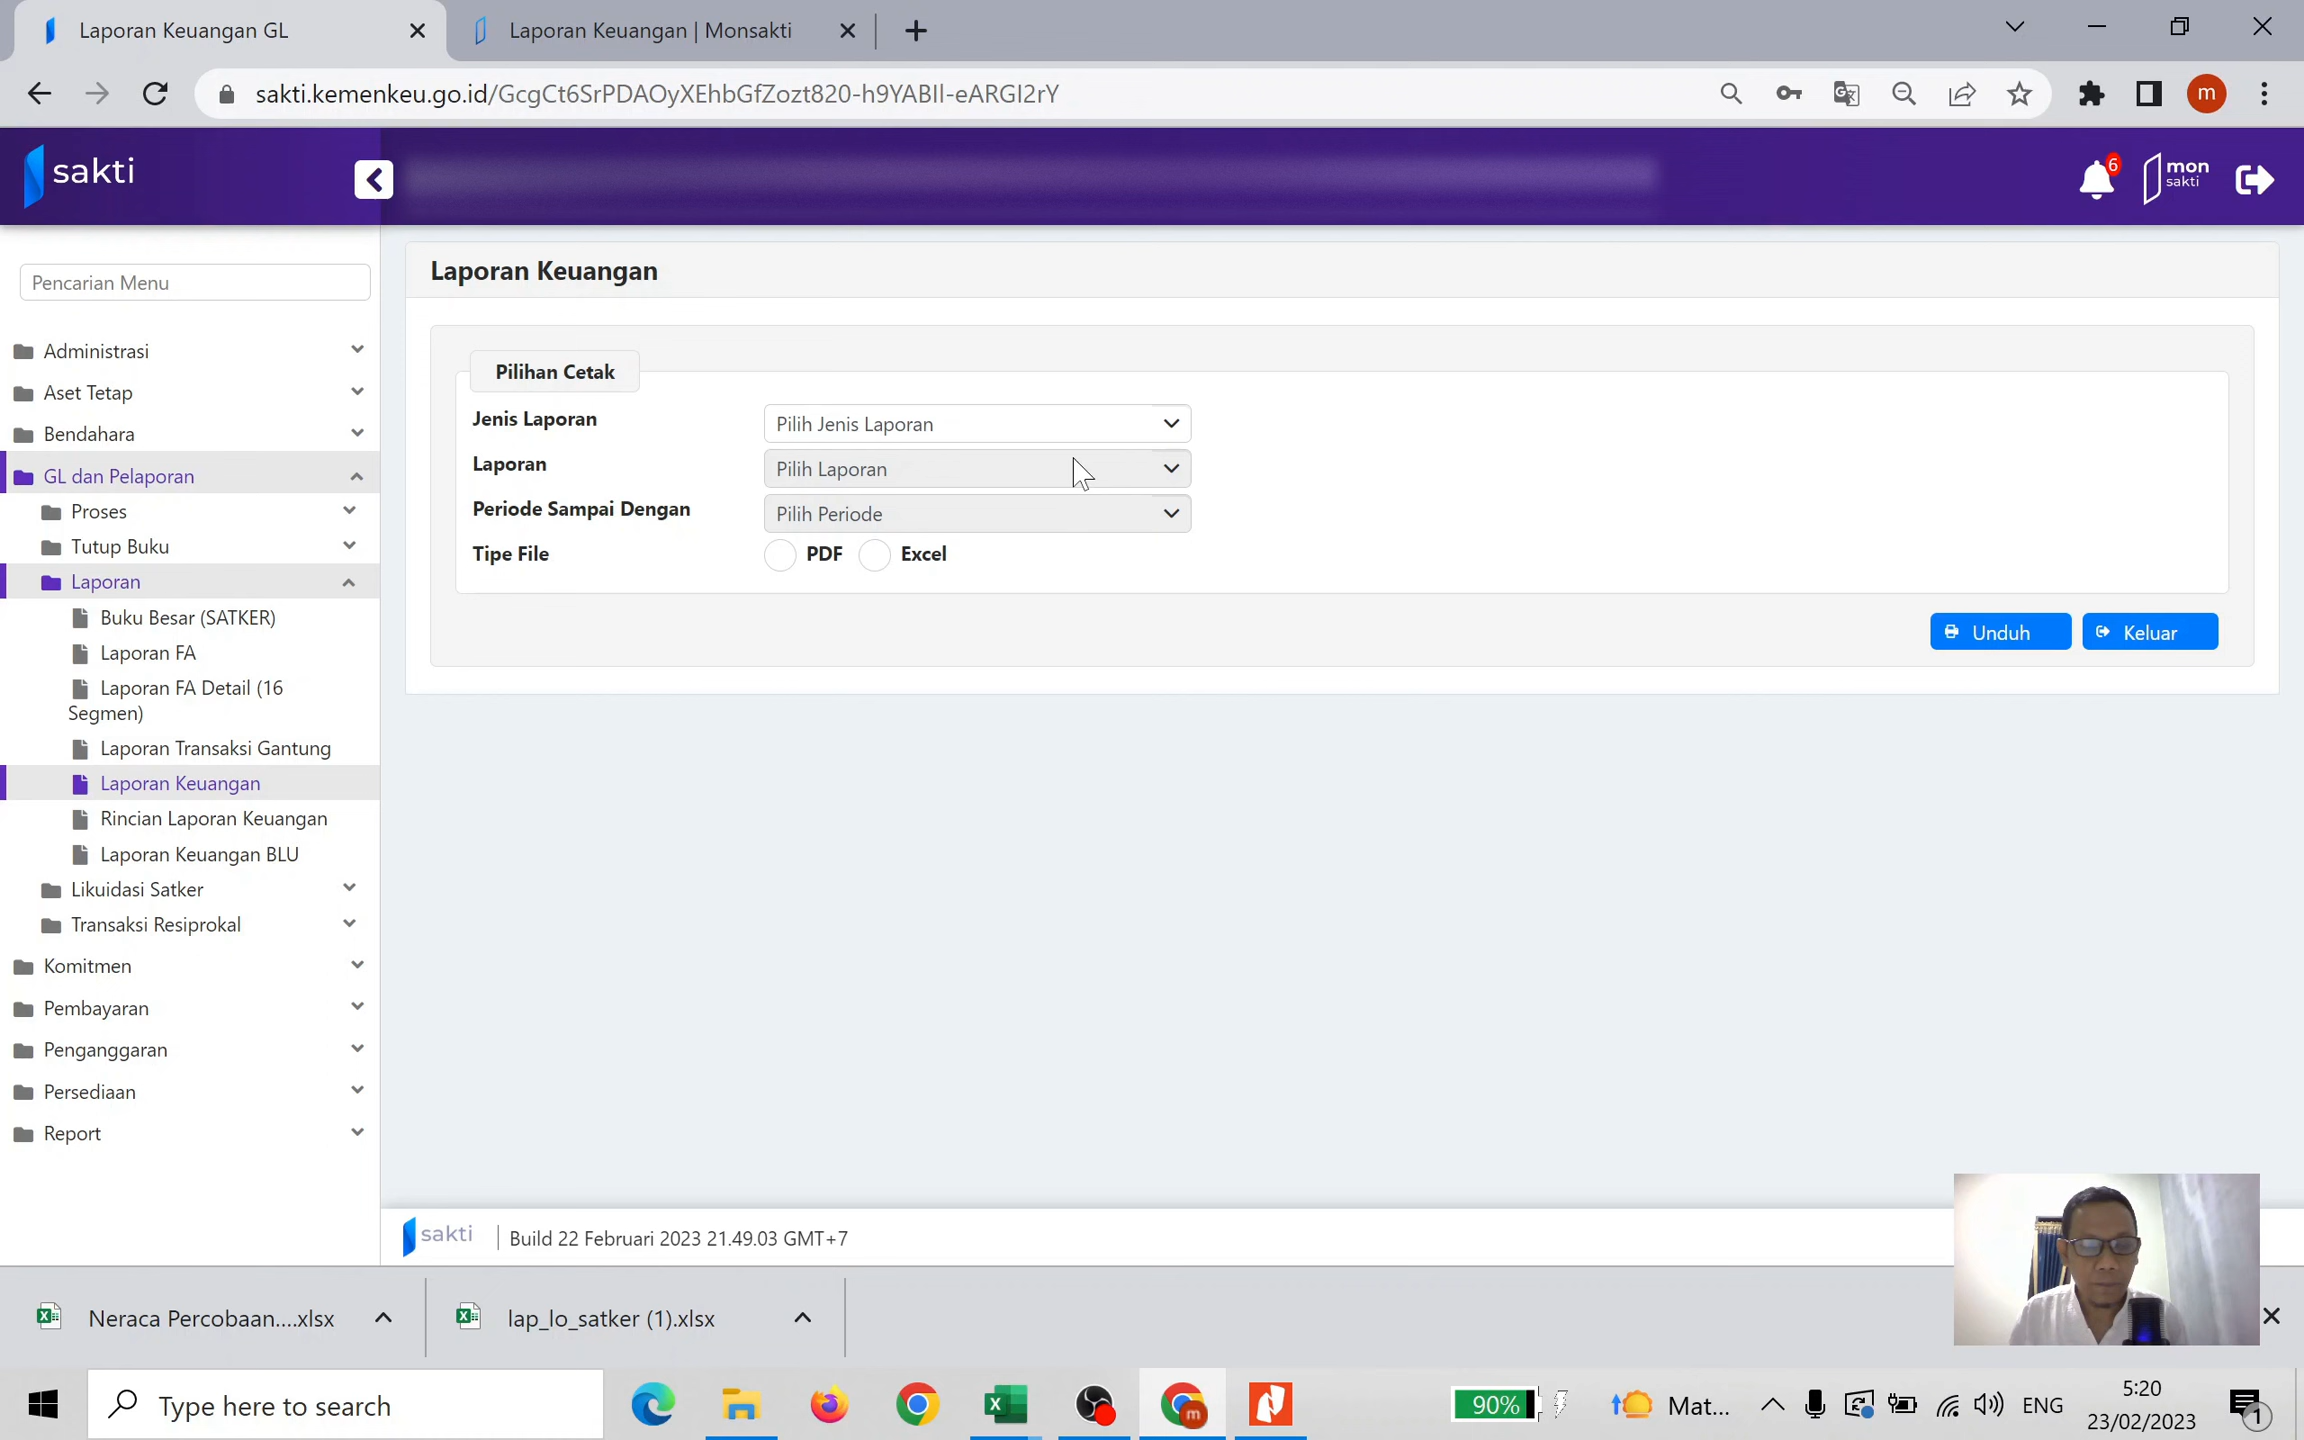 Laporan Keuangan GL
Laporan Keuangan | Monsakti
sakti.kemenkeu.go.id/GcgCt6SrPDAOyXEhbGfZozt820-h9YABII-eARGI2rY
m
sakti
6
mon
sakti
Pencarian Menu
Administrasi
Aset Tetap
Bendahara
GL dan Pelaporan
Proses
Tutup Buku
Laporan
Buku Besar (SATKER)
Laporan FA
Laporan FA Detail (16
Segmen)
Laporan Transaksi Gantung
Laporan Keuangan
Rincian Laporan Keuangan
Laporan Keuangan BLU
Likuidasi Satker
Transaksi Resiprokal
Komitmen
Pembayaran
Penganggaran
Persediaan
Report
Laporan Keuangan
Pilihan Cetak
Jenis Laporan
Pilih Jenis Laporan
Laporan
Pilih Laporan
Periode Sampai Dengan
Pilih Periode
Tipe File
PDF
Excel
Unduh
Keluar
sakti
Build 22 Februari 2023 21.49.03 GMT+7
Neraca Percobaan....xlsx
lap_lo_satker (1).xlsx
Type here to search
m
90%
Mat...
ENG
5:20
23/02/2023
1